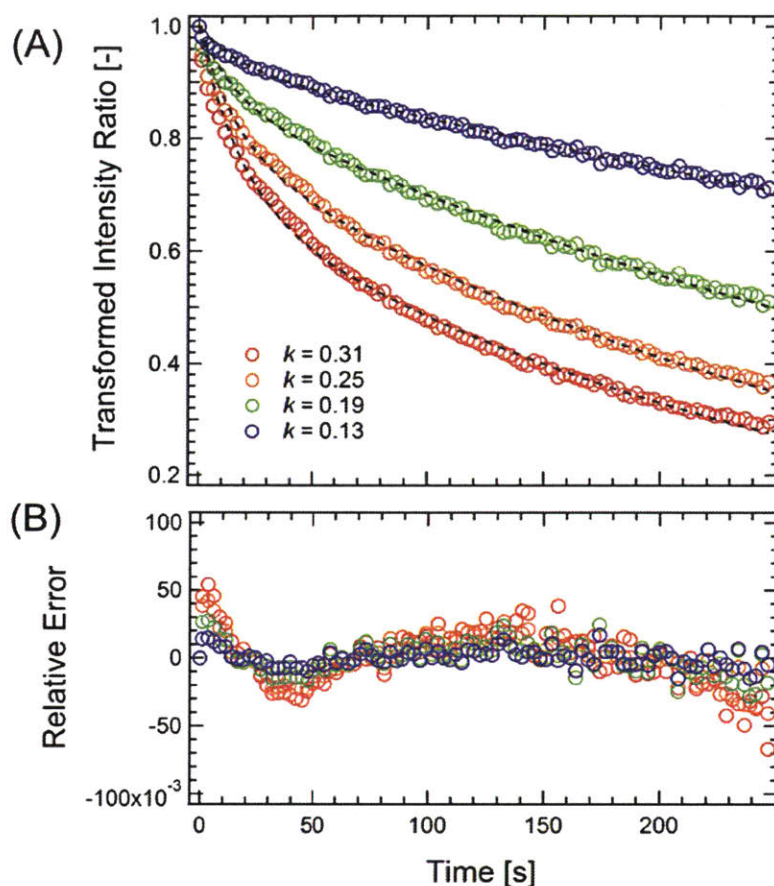 (A)
Transformed Intensity Ratio [-]
1.0
0.8
0.6
0.4
0.2
k = 0.31
k = 0.25
k = 0.19
k = 0.13
(B)
Relative Error
100
50
0
-50
-100x10⁻³
0 50 100 150 200
Time [s]